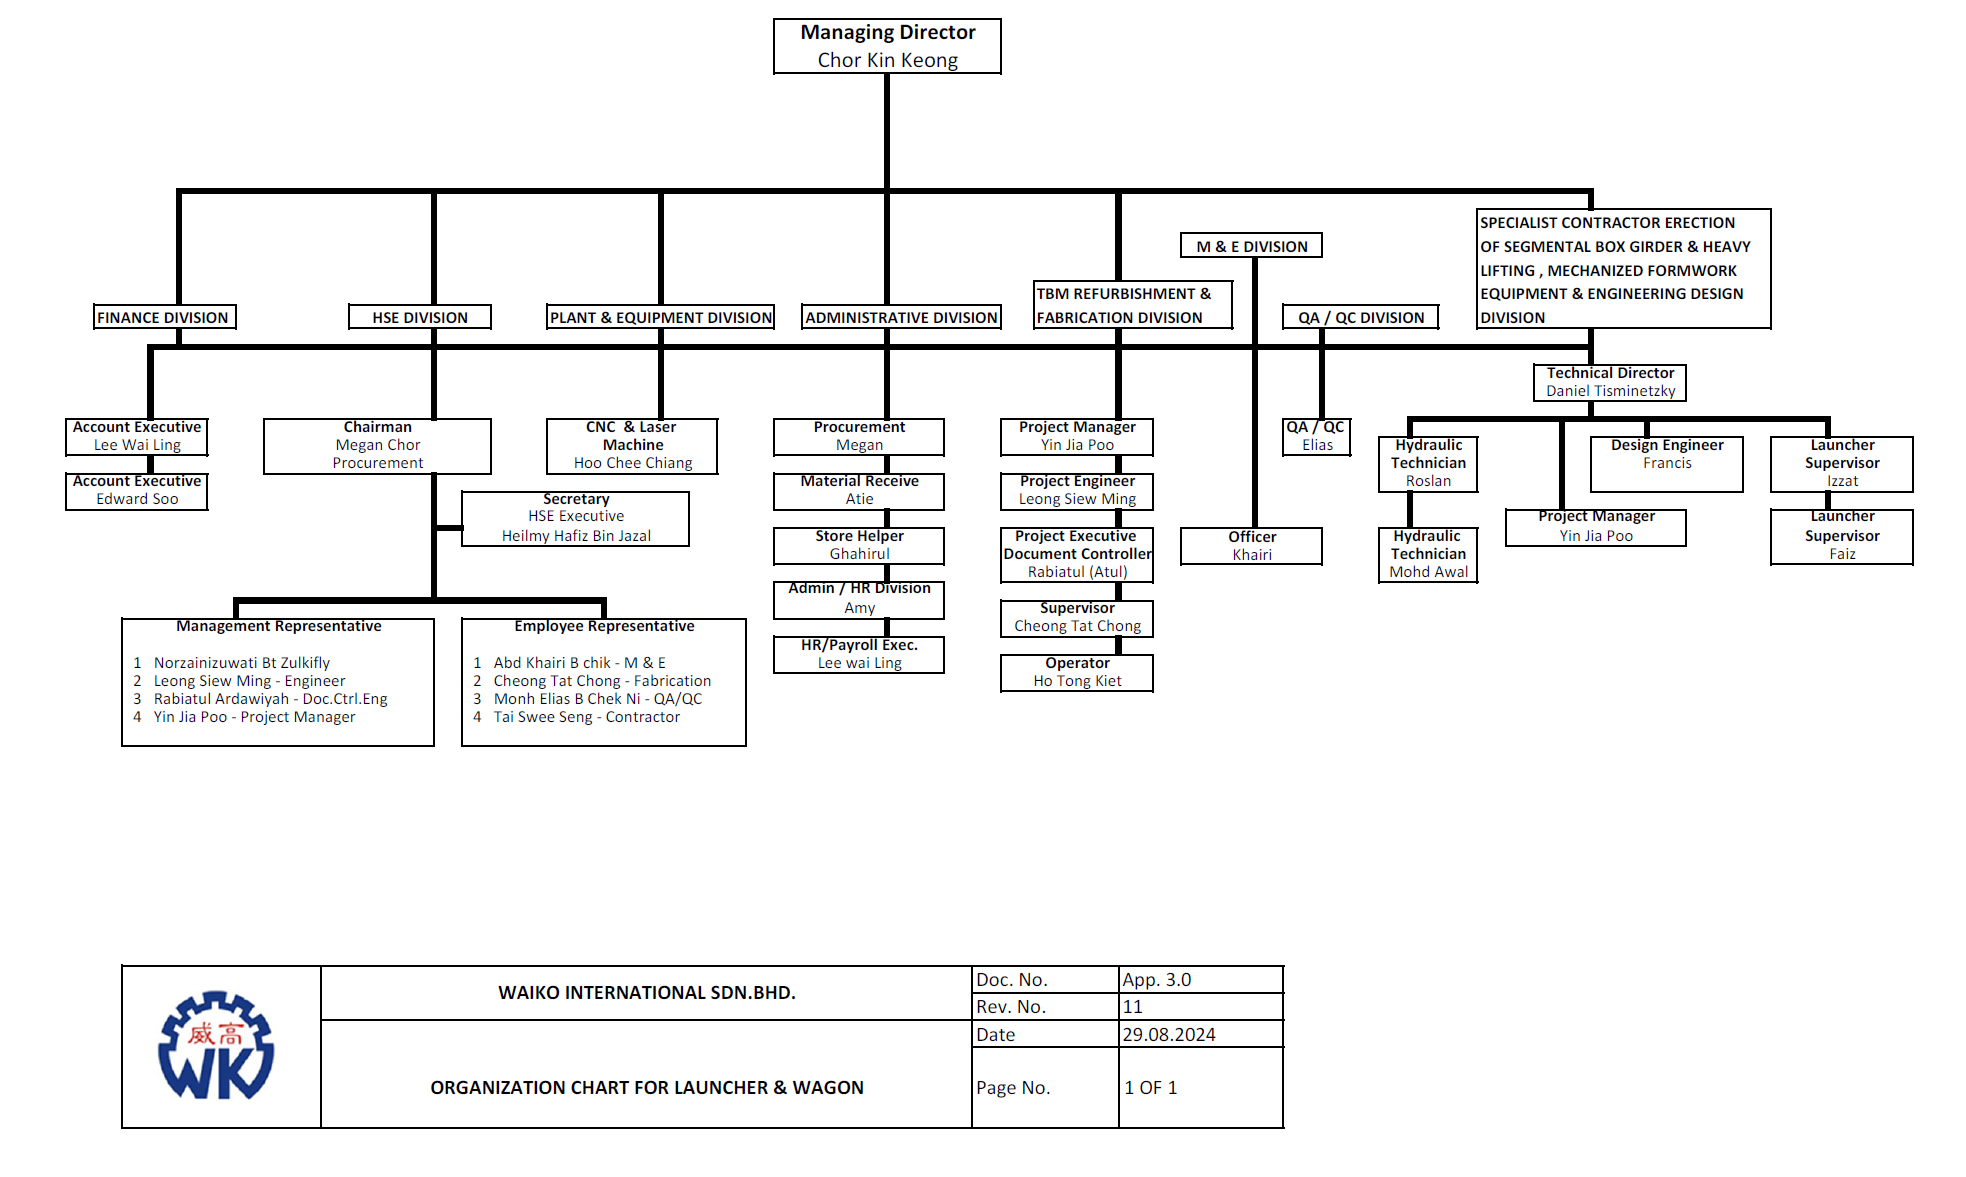 Managing Director
Chor Kin Keong
SPECIALIST CONTRACTOR ERECTION
OF SEGMENTAL BOX GIRDER & HEAVY
LIFTING , MECHANIZED FORMWORK
EQUIPMENT & ENGINEERING DESIGN
DIVISION
M & E DIVISION
TBM REFURBISHMENT &
FABRICATION DIVISION
FINANCE DIVISION
HSE DIVISION
PLANT & EQUIPMENT DIVISION
ADMINISTRATIVE DIVISION
QA / QC DIVISION
Technical Director
Daniel Tisminetzky
Account Executive
Lee Wai Ling
Account Executive
Edward Soo
Chairman
Megan Chor
Procurement
Secretary
HSE Executive
Heilmy Hafiz Bin Jazal
Management Representative
1 Norzainizuwati Bt Zulkifly
2 Leong Siew Ming - Engineer
3 Rabiatul Ardawiyah - Doc.Ctrl.Eng
4 Yin Jia Poo - Project Manager
Employee Representative
1 Abd Khairi B chik - M & E
2 Cheong Tat Chong - Fabrication
3 Monh Elias B Chek Ni - QA/QC
4 Tai Swee Seng - Contractor
CNC & Laser
Machine
Hoo Chee Chiang
Procurement
Megan
Material Receive
Atie
Store Helper
Ghahirul
Admin / HR Division
Amy
HR/Payroll Exec.
Lee wai Ling
Project Manager
Yin Jia Poo
Project Engineer
Leong Siew Ming
Project Executive
Document Controller
Rabiatul (Atul)
Supervisor
Cheong Tat Chong
Operator
Ho Tong Kiet
Officer
Khairi
QA / QC
Elias
Hydraulic
Technician
Roslan
Hydraulic
Technician
Mohd Awal
Project Manager
Yin Jia Poo
Design Engineer
Francis
Launcher
Supervisor
Izzat
Launcher
Supervisor
Faiz
威高
WK
WAIKO INTERNATIONAL SDN.BHD.
ORGANIZATION CHART FOR LAUNCHER & WAGON
Doc. No. App. 3.0
Rev. No. 11
Date 29.08.2024
Page No. 1 OF 1